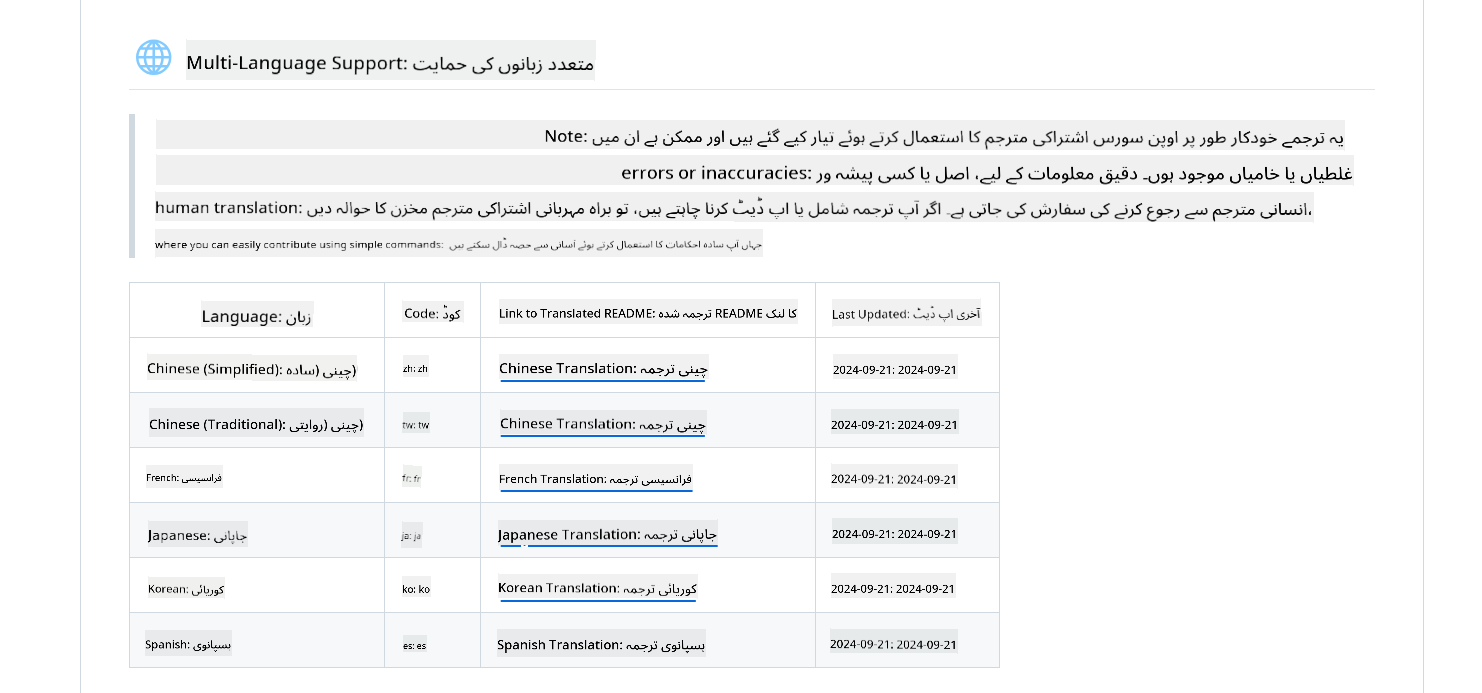 Multi-Language Support: متعدد زبانوں کی حمایت
Note: یہ ترجمے خودکار طور پر اوپن سورس اشتراکی مترجم کا استعمال کرتے ہوئے تیار کیے گئے ہیں اور ممکن ہے ان میں
errors or inaccuracies: غلطیاں یا خامیاں موجود ہوں۔ دقیق معلومات کے لیے، اصل یا کسی پیشہ ور
human translation: انسانی مترجم سے رجوع کرنے کی سفارش کی جاتی ہے۔ اگر آپ ترجمہ شامل یا اپ ڈیٹ کرنا چاہتے ہیں، تو براہ مہربانی اشتراکی مترجم مخزن کا حوالہ دیں،
where you can easily contribute using simple commands: جہاں آپ سادہ احکامات کا استعمال کرتے ہوئے آسانی سے حصہ ڈال سکتے ہیں
Language: زبان
Code: کوڈ
Link to Translated README: ترجمہ شدہ README کا لنک
Last Updated: آخری اپ ڈیٹ
Chinese (Simplified): چینی (سادہ)
zh: zh
Chinese Translation: چینی ترجمہ
2024-09-21: 2024-09-21
Chinese (Traditional): چینی (روایتی)
tw: tw
Chinese Translation: چینی ترجمہ
2024-09-21: 2024-09-21
French: فرانسیسی
fr: fr
French Translation: فرانسیسی ترجمہ
2024-09-21: 2024-09-21
Japanese: جاپانی
ja: ja
Japanese Translation: جاپانی ترجمہ
2024-09-21: 2024-09-21
Korean: کوریائی
ko: ko
Korean Translation: کوریائی ترجمہ
2024-09-21: 2024-09-21
Spanish: ہسپانوی
es: es
Spanish Translation: ہسپانوی ترجمہ
2024-09-21: 2024-09-21